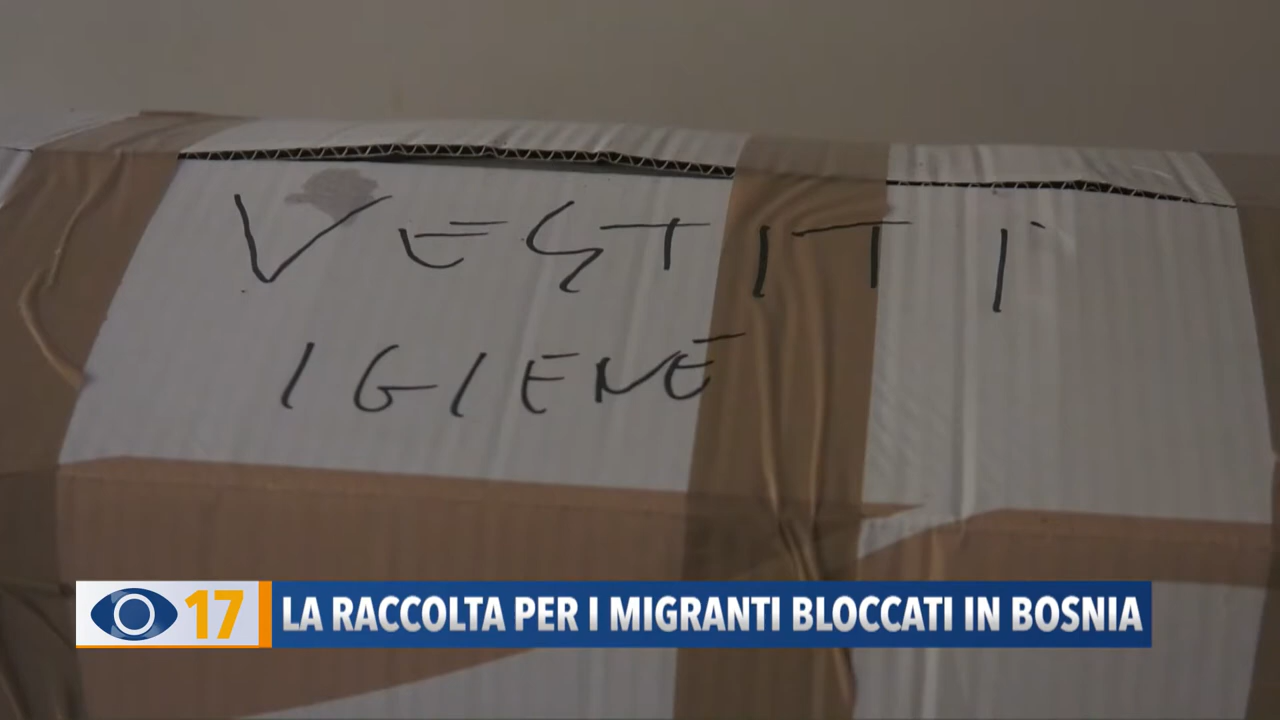 VESTITI
IGIENE
17 LA RACCOLTA PER I MIGRANTI BLOCCATI IN BOSNIA